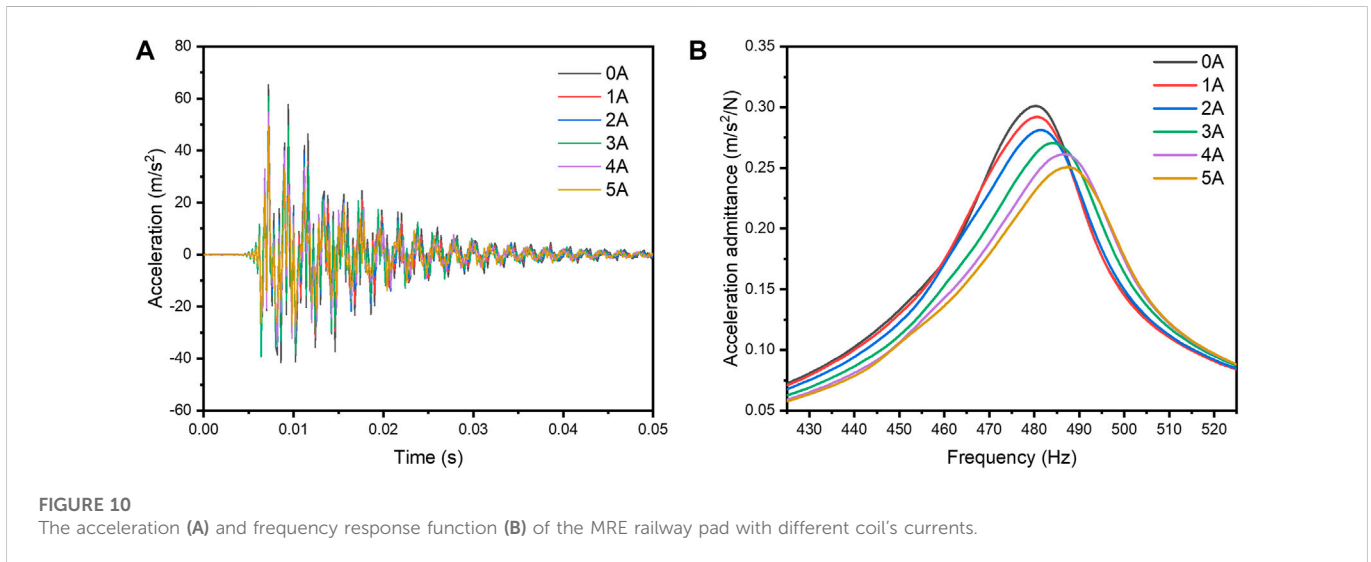 A
80
60
40
20
0
-20
-40
-60
Acceleration (m/s²)
0.00 0.01 0.02 0.03 0.04 0.05
Time (s)
0A
1A
2A
3A
4A
5A
B
0.35
0.30
0.25
0.20
0.15
0.10
0.05
Acceleration admittance (m/s²/N)
430 440 450 460 470 480 490 500 510 520
Frequency (Hz)
0A
1A
2A
3A
4A
5A
FIGURE 10
The acceleration (A) and frequency response function (B) of the MRE railway pad with different coil's currents.